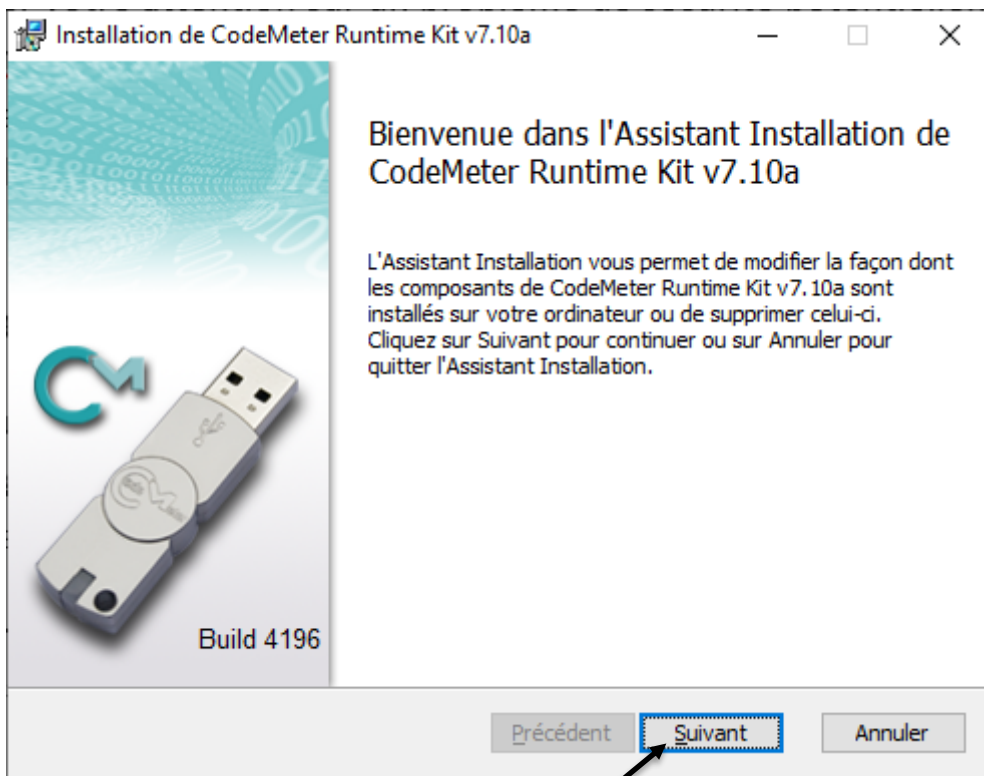 Installation de CodeMeter Runtime Kit v7.10a
Bienvenue dans l'Assistant Installation de
CodeMeter Runtime Kit v7.10a
L'Assistant Installation vous permet de modifier la façon dont
les composants de CodeMeter Runtime Kit v7.10a sont
installés sur votre ordinateur ou de supprimer celui-ci.
Cliquez sur Suivant pour continuer ou sur Annuler pour
quitter l'Assistant Installation.
CM
Code Meter
Build 4196
Précédent
Suivant
Annuler